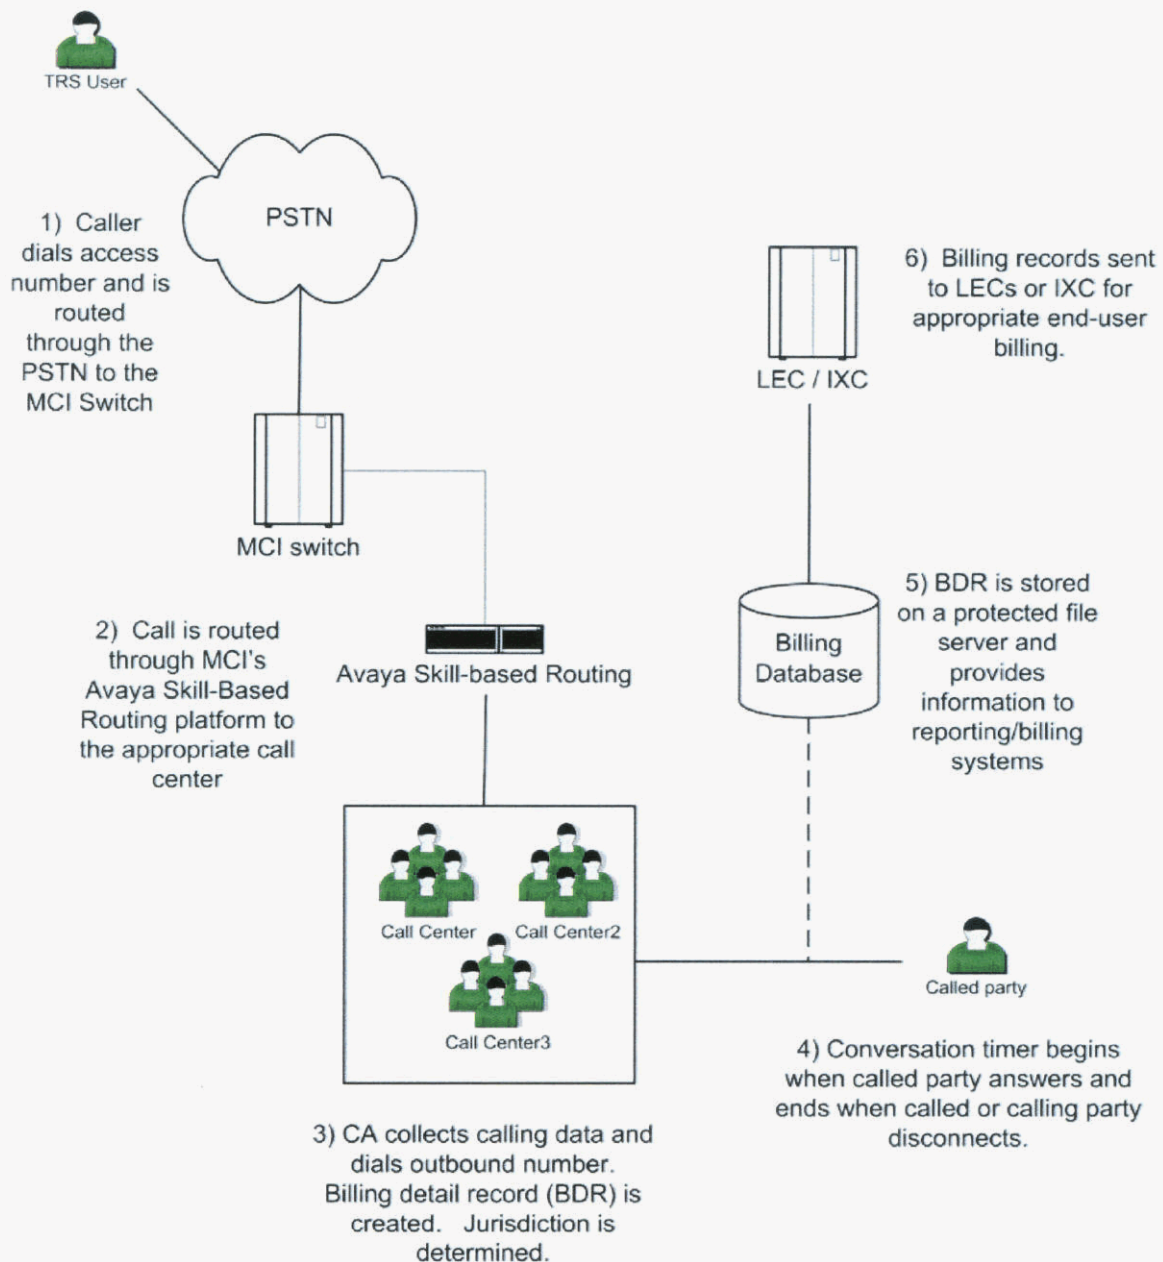 TRS User
PSTN
1) Caller
dials access
number and is
routed
through the
PSTN to the
MCI Switch
MCI switch
2) Call is routed
through MCI's
Avaya Skill-Based
Routing platform to
the appropriate call
center
Avaya Skill-based Routing
Call Center
Call Center2
Call Center3
3) CA collects calling data and
dials outbound number.
Billing detail record (BDR) is
created. Jurisdiction is
determined.
Called party
4) Conversation timer begins
when called party answers and
ends when called or calling party
disconnects.
Billing
Database
5) BDR is stored
on a protected file
server and
provides
information to
reporting/billing
systems
LEC / IXC
6) Billing records sent
to LECs or IXC for
appropriate end-user
billing.